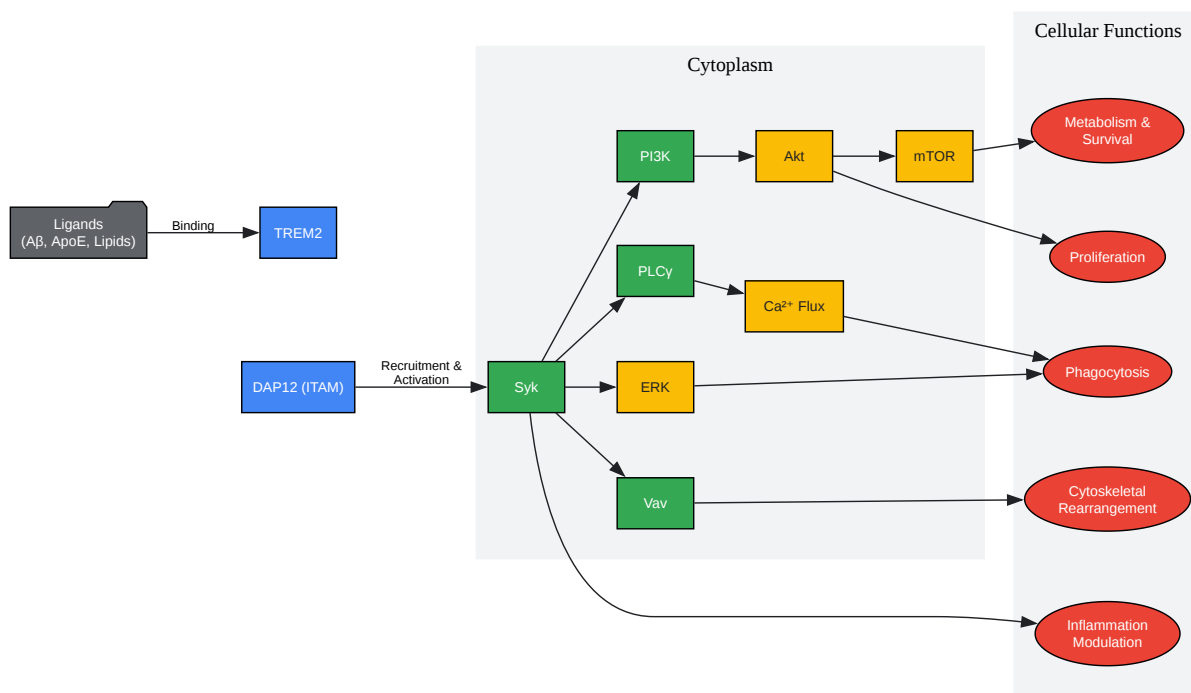 Cellular Functions
Cytoplasm
Metabolism &
Survival
PI3K
Akt
mTOR
Ligands
(Aβ, ApoE, Lipids)
Binding
TREM2
Proliferation
PLCγ
Ca²⁺ Flux
DAP12 (ITAM)
Recruitment &
Activation
Syk
ERK
Phagocytosis
Vav
Cytoskeletal
Rearrangement
Inflammation
Modulation